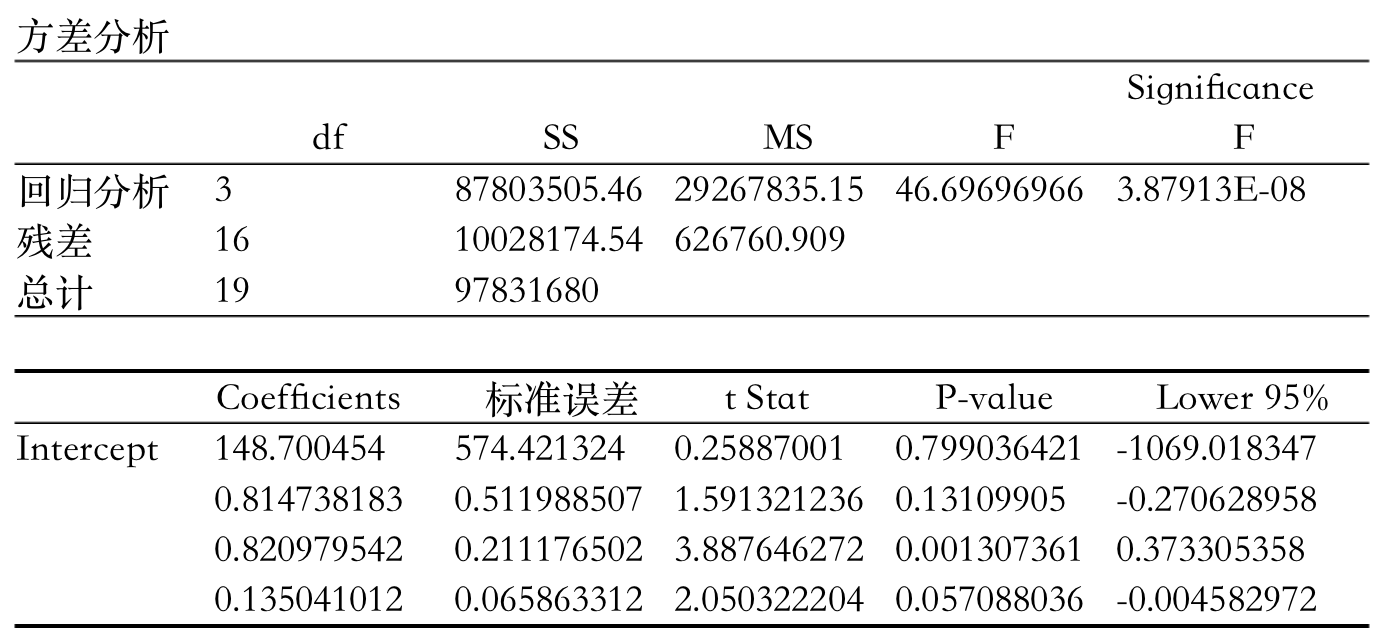 方差分析
Significance
df SS MS F F
回归分析 3 87803505.46 29267835.15 46.69696966 3.87913E-08
残差 16 10028174.54 626760.909
总计 19 97831680
Coefficients 标准误差 t Stat P-value Lower 95%
Intercept 148.700454 574.421324 0.25887001 0.799036421 -1069.018347
0.814738183 0.511988507 1.591321236 0.13109905 -0.270628958
0.820979542 0.211176502 3.887646272 0.001307361 0.373305358
0.135041012 0.065863312 2.050322204 0.057088036 -0.004582972